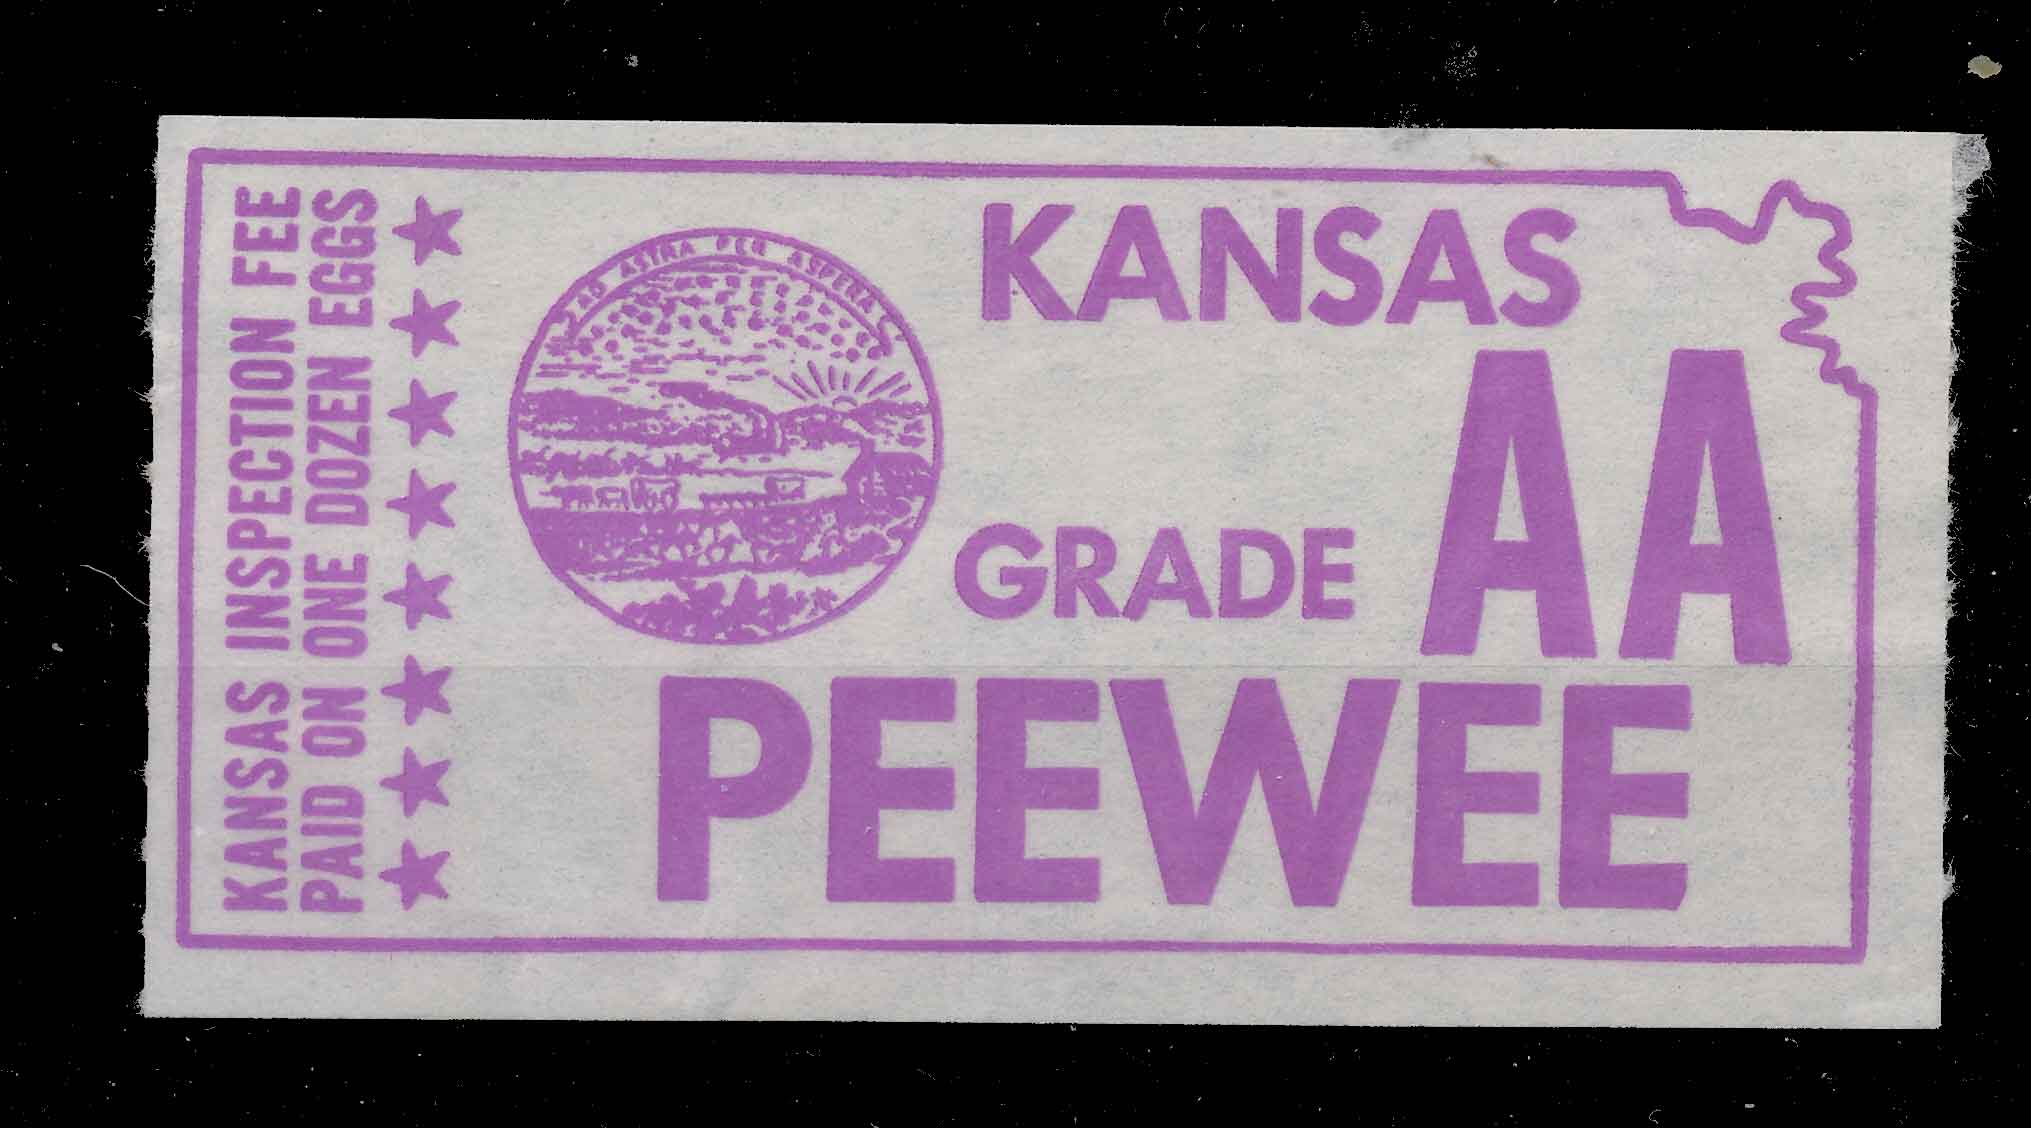 KANSAS INSPECTION FEE
PAID ON ONE DOZEN EGGS
AD ASTRA PER ASPERA
KANSAS
GRADE AA
PEEWEE